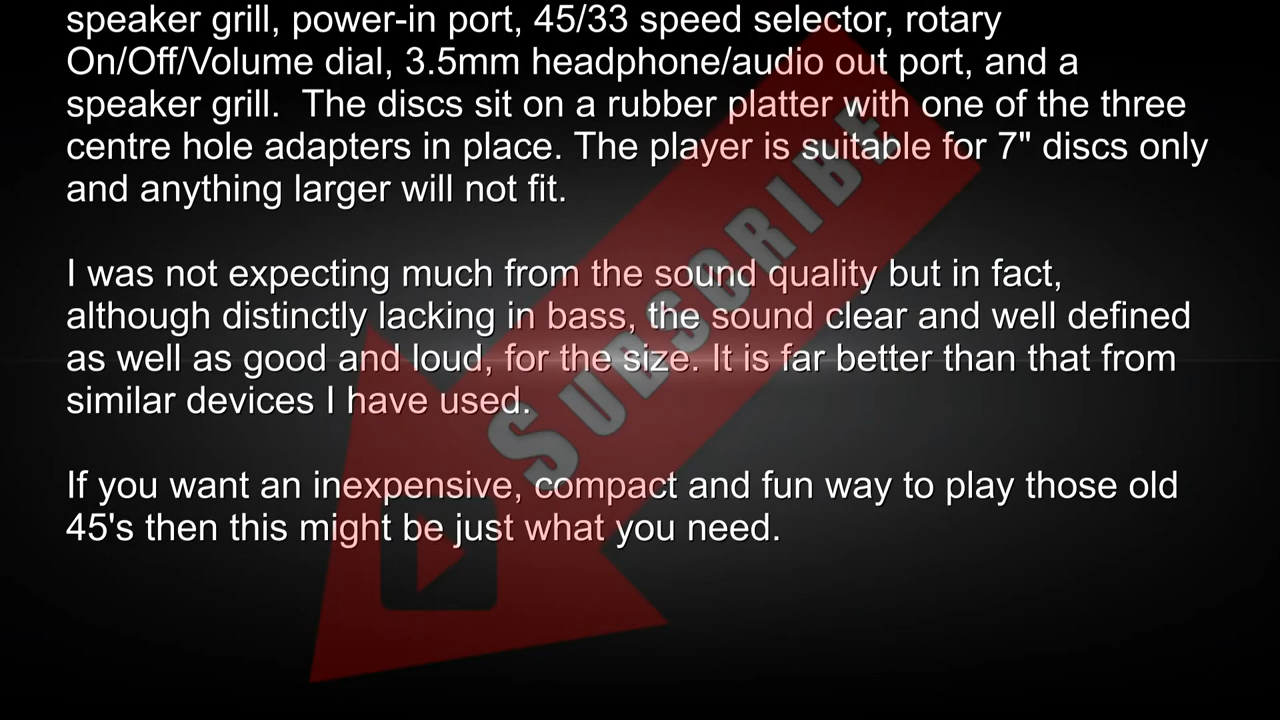 speaker grill, power-in port, 45/33 speed selector, rotary
On/Off/Volume dial, 3.5mm headphone/audio out port, and a
speaker grill.  The discs sit on a rubber platter with one of the three
centre hole adapters in place. The player is suitable for 7" discs only
and anything larger will not fit.
I was not expecting much from the sound quality but in fact,
although distinctly lacking in bass, the sound clear and well defined
as well as good and loud, for the size. It is far better than that from
similar devices I have used.
If you want an inexpensive, compact and fun way to play those old
45's then this might be just what you need.
SUBSCRIBE